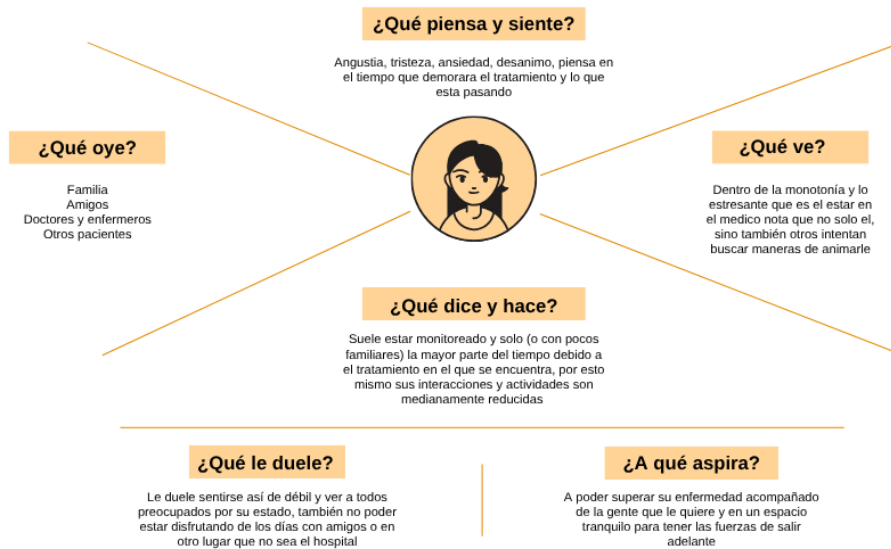 ¿Qué piensa y siente?
Angustia, tristeza, ansiedad, desanimo, piensa en
el tiempo que demorara el tratamiento y lo que
esta pasando
¿Qué oye?
Familia
Amigos
Doctores y enfermeros
Otros pacientes
¿Qué ve?
Dentro de la monotonía y lo
estresante que es el estar en
el medico nota que no solo el,
sino también otros intentan
buscar maneras de animarle
¿Qué dice y hace?
Suele estar monitoreado y solo (o con pocos
familiares) la mayor parte del tiempo debido a
el tratamiento en el que se encuentra, por esto
mismo sus interacciones y actividades son
medianamente reducidas
¿Qué le duele?
Le duele sentirse así de débil y ver a todos
preocupados por su estado, también no poder
estar disfrutando de los días con amigos o en
otro lugar que no sea el hospital
¿A qué aspira?
A poder superar su enfermedad acompañado
de la gente que le quiere y en un espacio
tranquilo para tener las fuerzas de salir
adelante